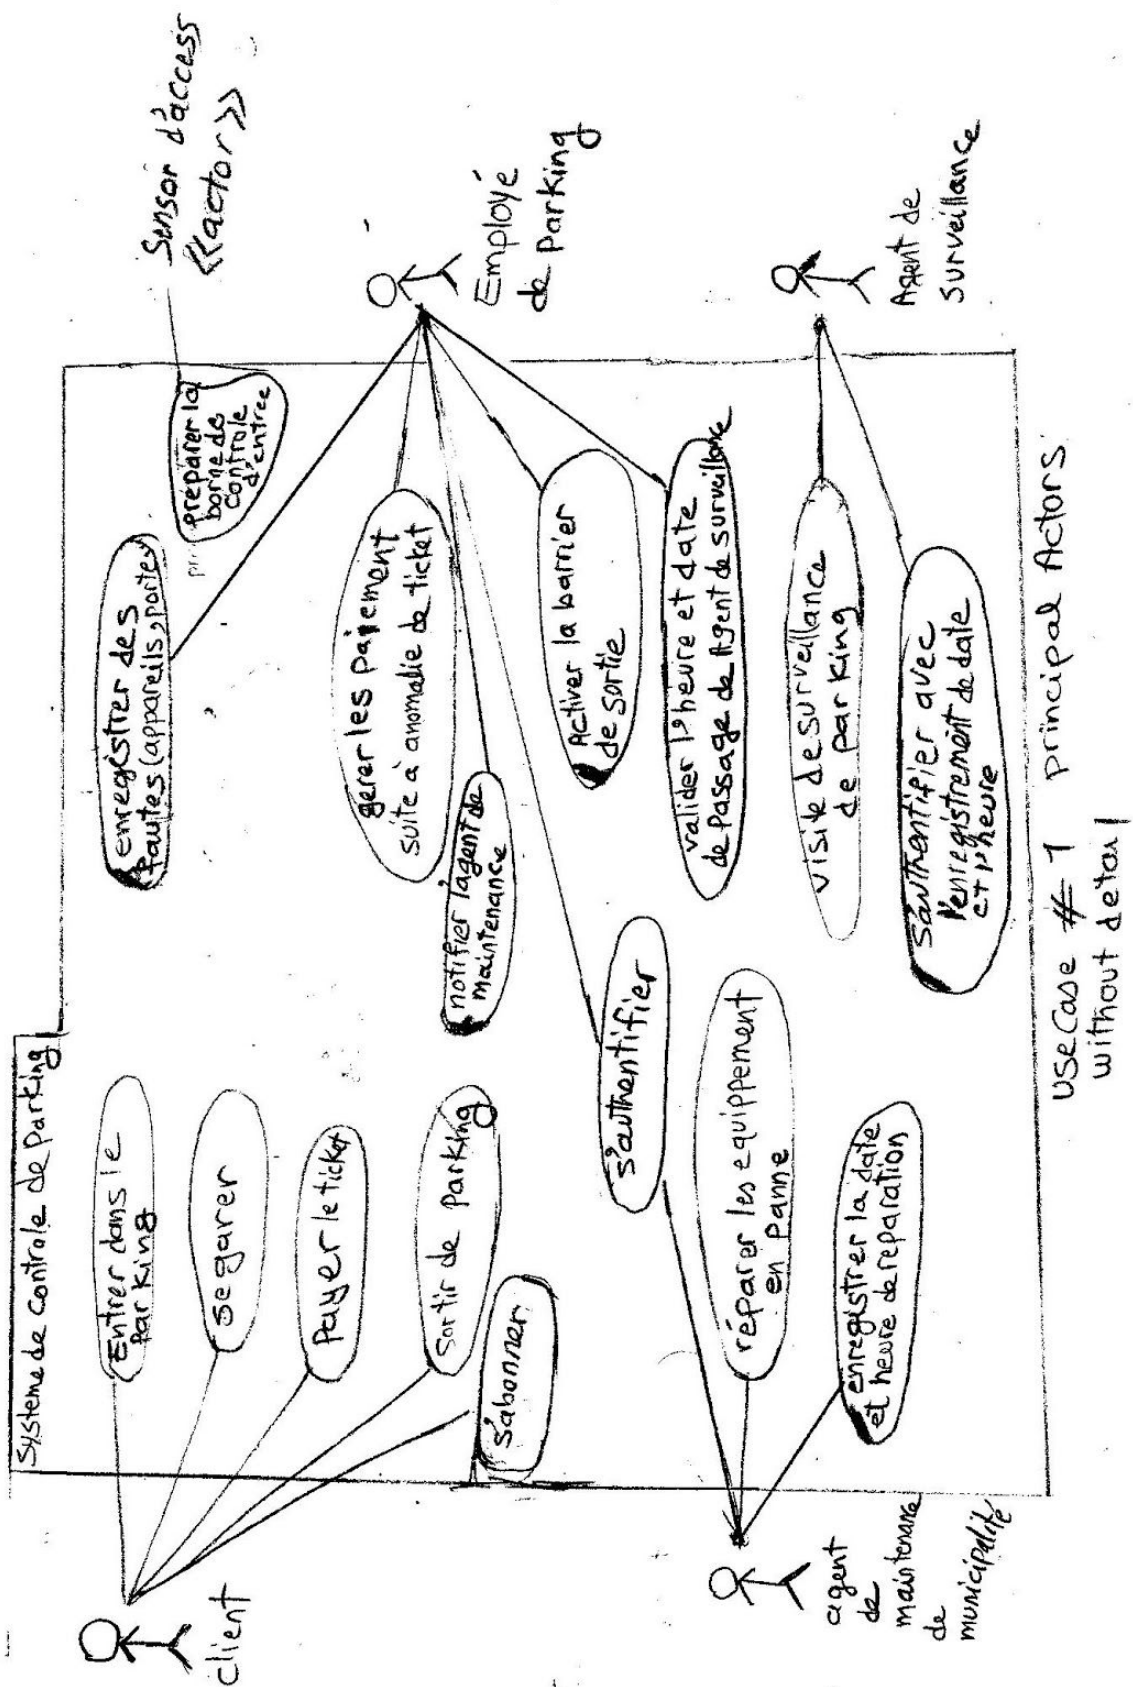 Systeme de controle de Parking
Client
Entrer dans le
parking
se garer
Payer le ticket
Sortir de parking
s'abonner
agent
de
maintenance
de
municipalité
s'authentifier
réparer les equippement
en panne
enregistrer la date
et heure de reparation
enregistrer des
fautes (appareils, portes)
préparer la
borne de
controle
d'entree
Sensor d'access
<<actor>>
gerer les paiement
suite à anomalie de ticket
notifier l'agent de
maintenance
Activer la barrier
de sortie
valider l'heure et date
de Passage de Agent de surveillance
Employé
de Parking
visite de surveillance
de parking
s'authentifier avec
l'enregistrement de date
et l'heure
Agent de
surveillance
Use Case # 1 principal Actors
without detail